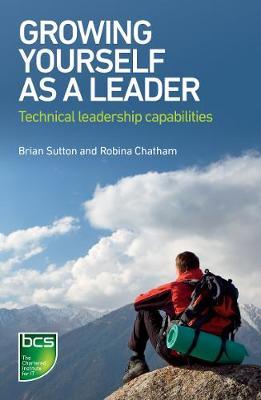 GROWING
YOURSELF
AS A LEADER
Technical leadership capabilities
Brian Sutton and Robina Chatham
bcs
The
Chartered
Institute
for IT